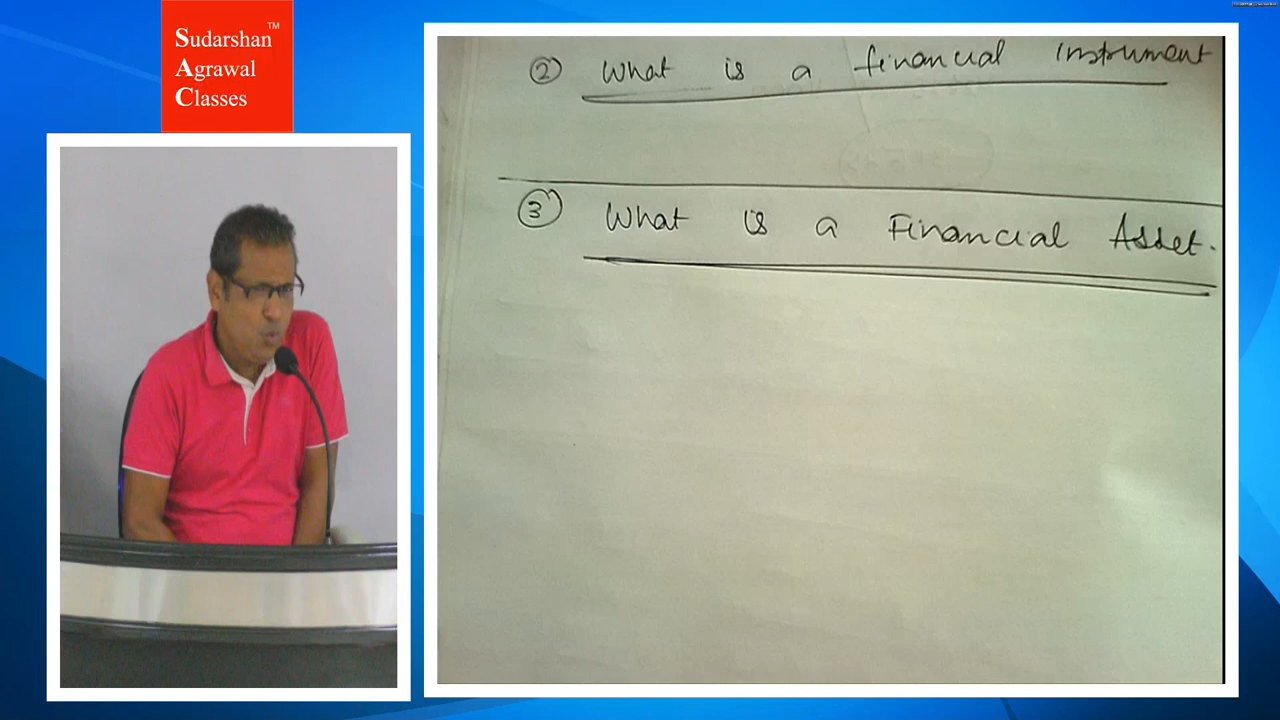 Sudarshan™
Agrawal
Classes
② What is a financial Instrument
③ What is a Financial Asset.